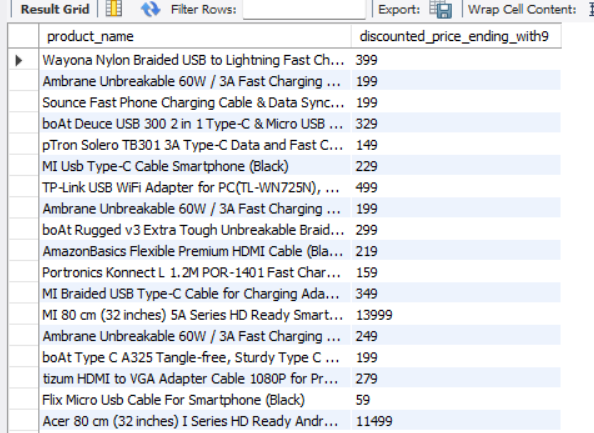 Result Grid Filter Rows: Export: Wrap Cell Content:
product_name discounted_price_ending_with9
Wayona Nylon Braided USB to Lightning Fast Ch... 399
Ambrane Unbreakable 60W / 3A Fast Charging ... 199
Sounce Fast Phone Charging Cable & Data Sync... 199
boAt Deuce USB 300 2 in 1 Type-C & Micro USB ... 329
pTron Solero TB301 3A Type-C Data and Fast C... 149
MI Usb Type-C Cable Smartphone (Black) 229
TP-Link USB WiFi Adapter for PC(TL-WN725N), ... 499
Ambrane Unbreakable 60W / 3A Fast Charging ... 199
boAt Rugged v3 Extra Tough Unbreakable Braid... 299
AmazonBasics Flexible Premium HDMI Cable (Bla... 219
Portronics Konnect L 1.2M POR-1401 Fast Char... 159
MI Braided USB Type-C Cable for Charging Ada... 349
MI 80 cm (32 inches) 5A Series HD Ready Smart... 13999
Ambrane Unbreakable 60W / 3A Fast Charging ... 249
boAt Type C A325 Tangle-free, Sturdy Type C ... 199
tizum HDMI to VGA Adapter Cable 1080P for Pr... 279
Flix Micro Usb Cable For Smartphone (Black) 59
Acer 80 cm (32 inches) I Series HD Ready Andr... 11499